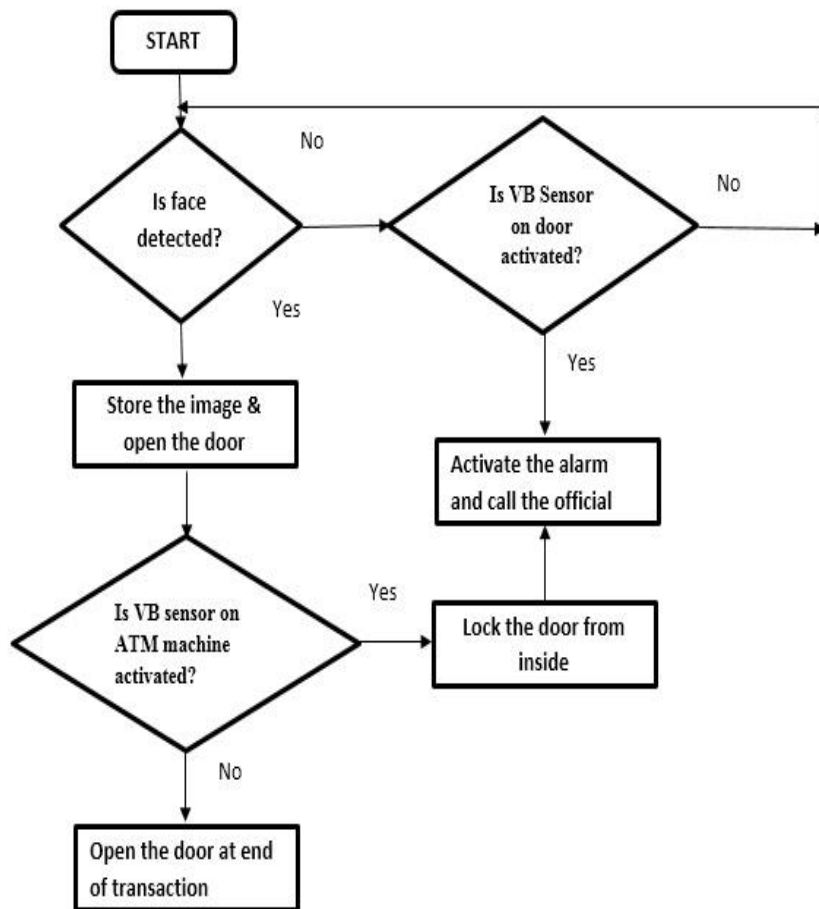 START
No
Is face
detected?
Is VB Sensor
on door
activated?
No
Yes
Yes
Store the image &
open the door
Activate the alarm
and call the official
Is VB sensor on
ATM machine
activated?
Yes
Lock the door from
inside
No
Open the door at end
of transaction